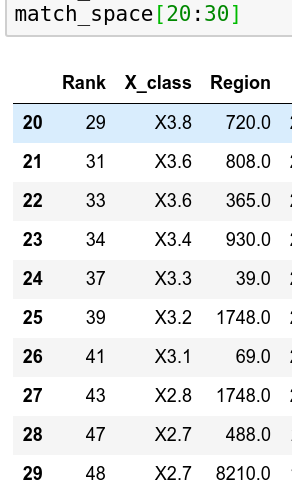 match_space[20:30]
Rank X_class Region
20 29 X3.8 720.0
21 31 X3.6 808.0
22 33 X3.6 365.0
23 34 X3.4 930.0
24 37 X3.3 39.0
25 39 X3.2 1748.0
26 41 X3.1 69.0
27 43 X2.8 1748.0
28 47 X2.7 488.0
29 48 X2.7 8210.0